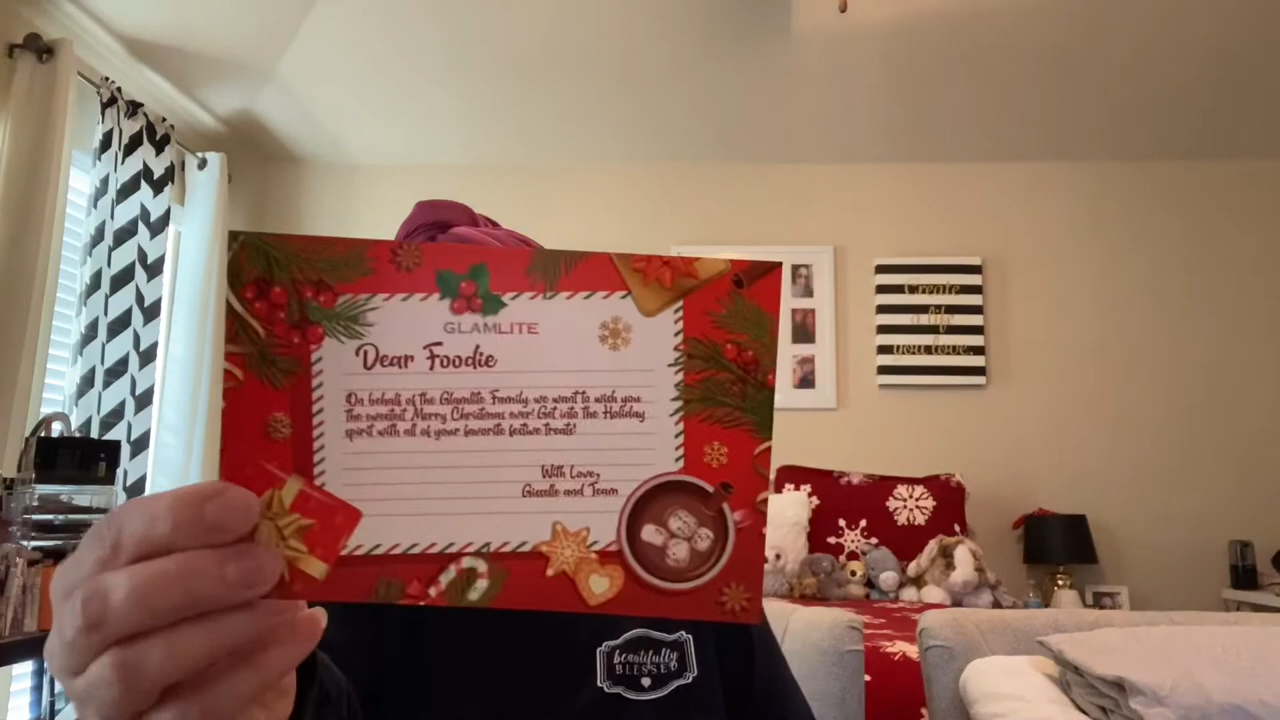 GLAMLITE
Dear Foodie
On behalf of the Glamlite Family we want to wish you
the sweetest Merry Christmas ever! Get into the Holiday
spirit with all of your favorite festive treats!
With Love,
Gisselle and Team
Create
a life
you love.
beautifully
BLESSED